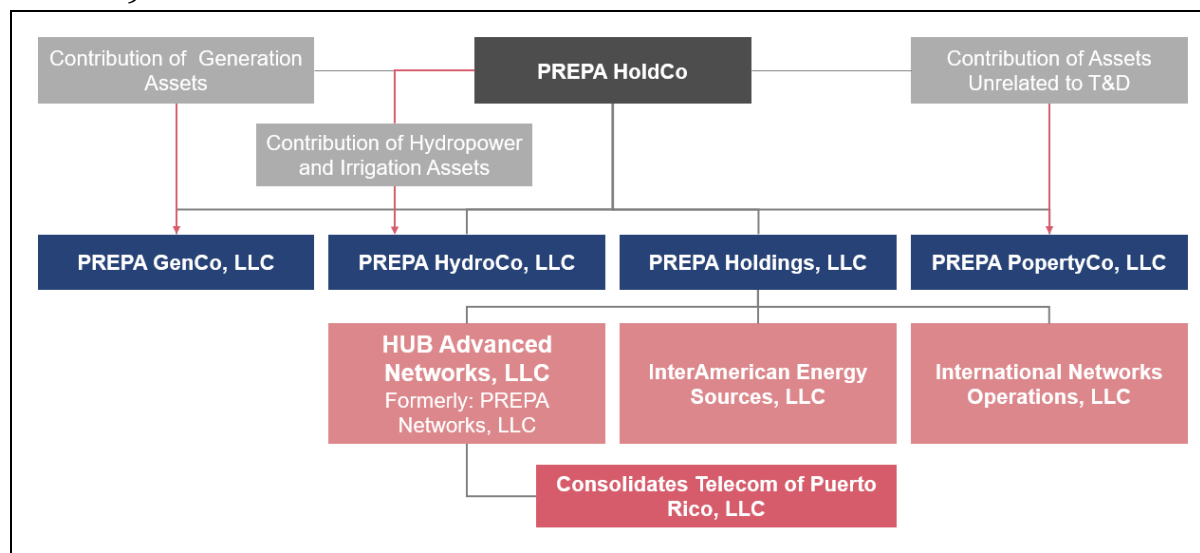 Contribution of Generation
Assets
PREPA HoldCo
Contribution of Assets
Unrelated to T&D
Contribution of Hydropower
and Irrigation Assets
PREPA GenCo, LLC
PREPA HydroCo, LLC
PREPA Holdings, LLC
PREPA PopertyCo, LLC
HUB Advanced
Networks, LLC
Formerly: PREPA
Networks, LLC
InterAmerican Energy
Sources, LLC
International Networks
Operations, LLC
Consolidates Telecom of Puerto
Rico, LLC